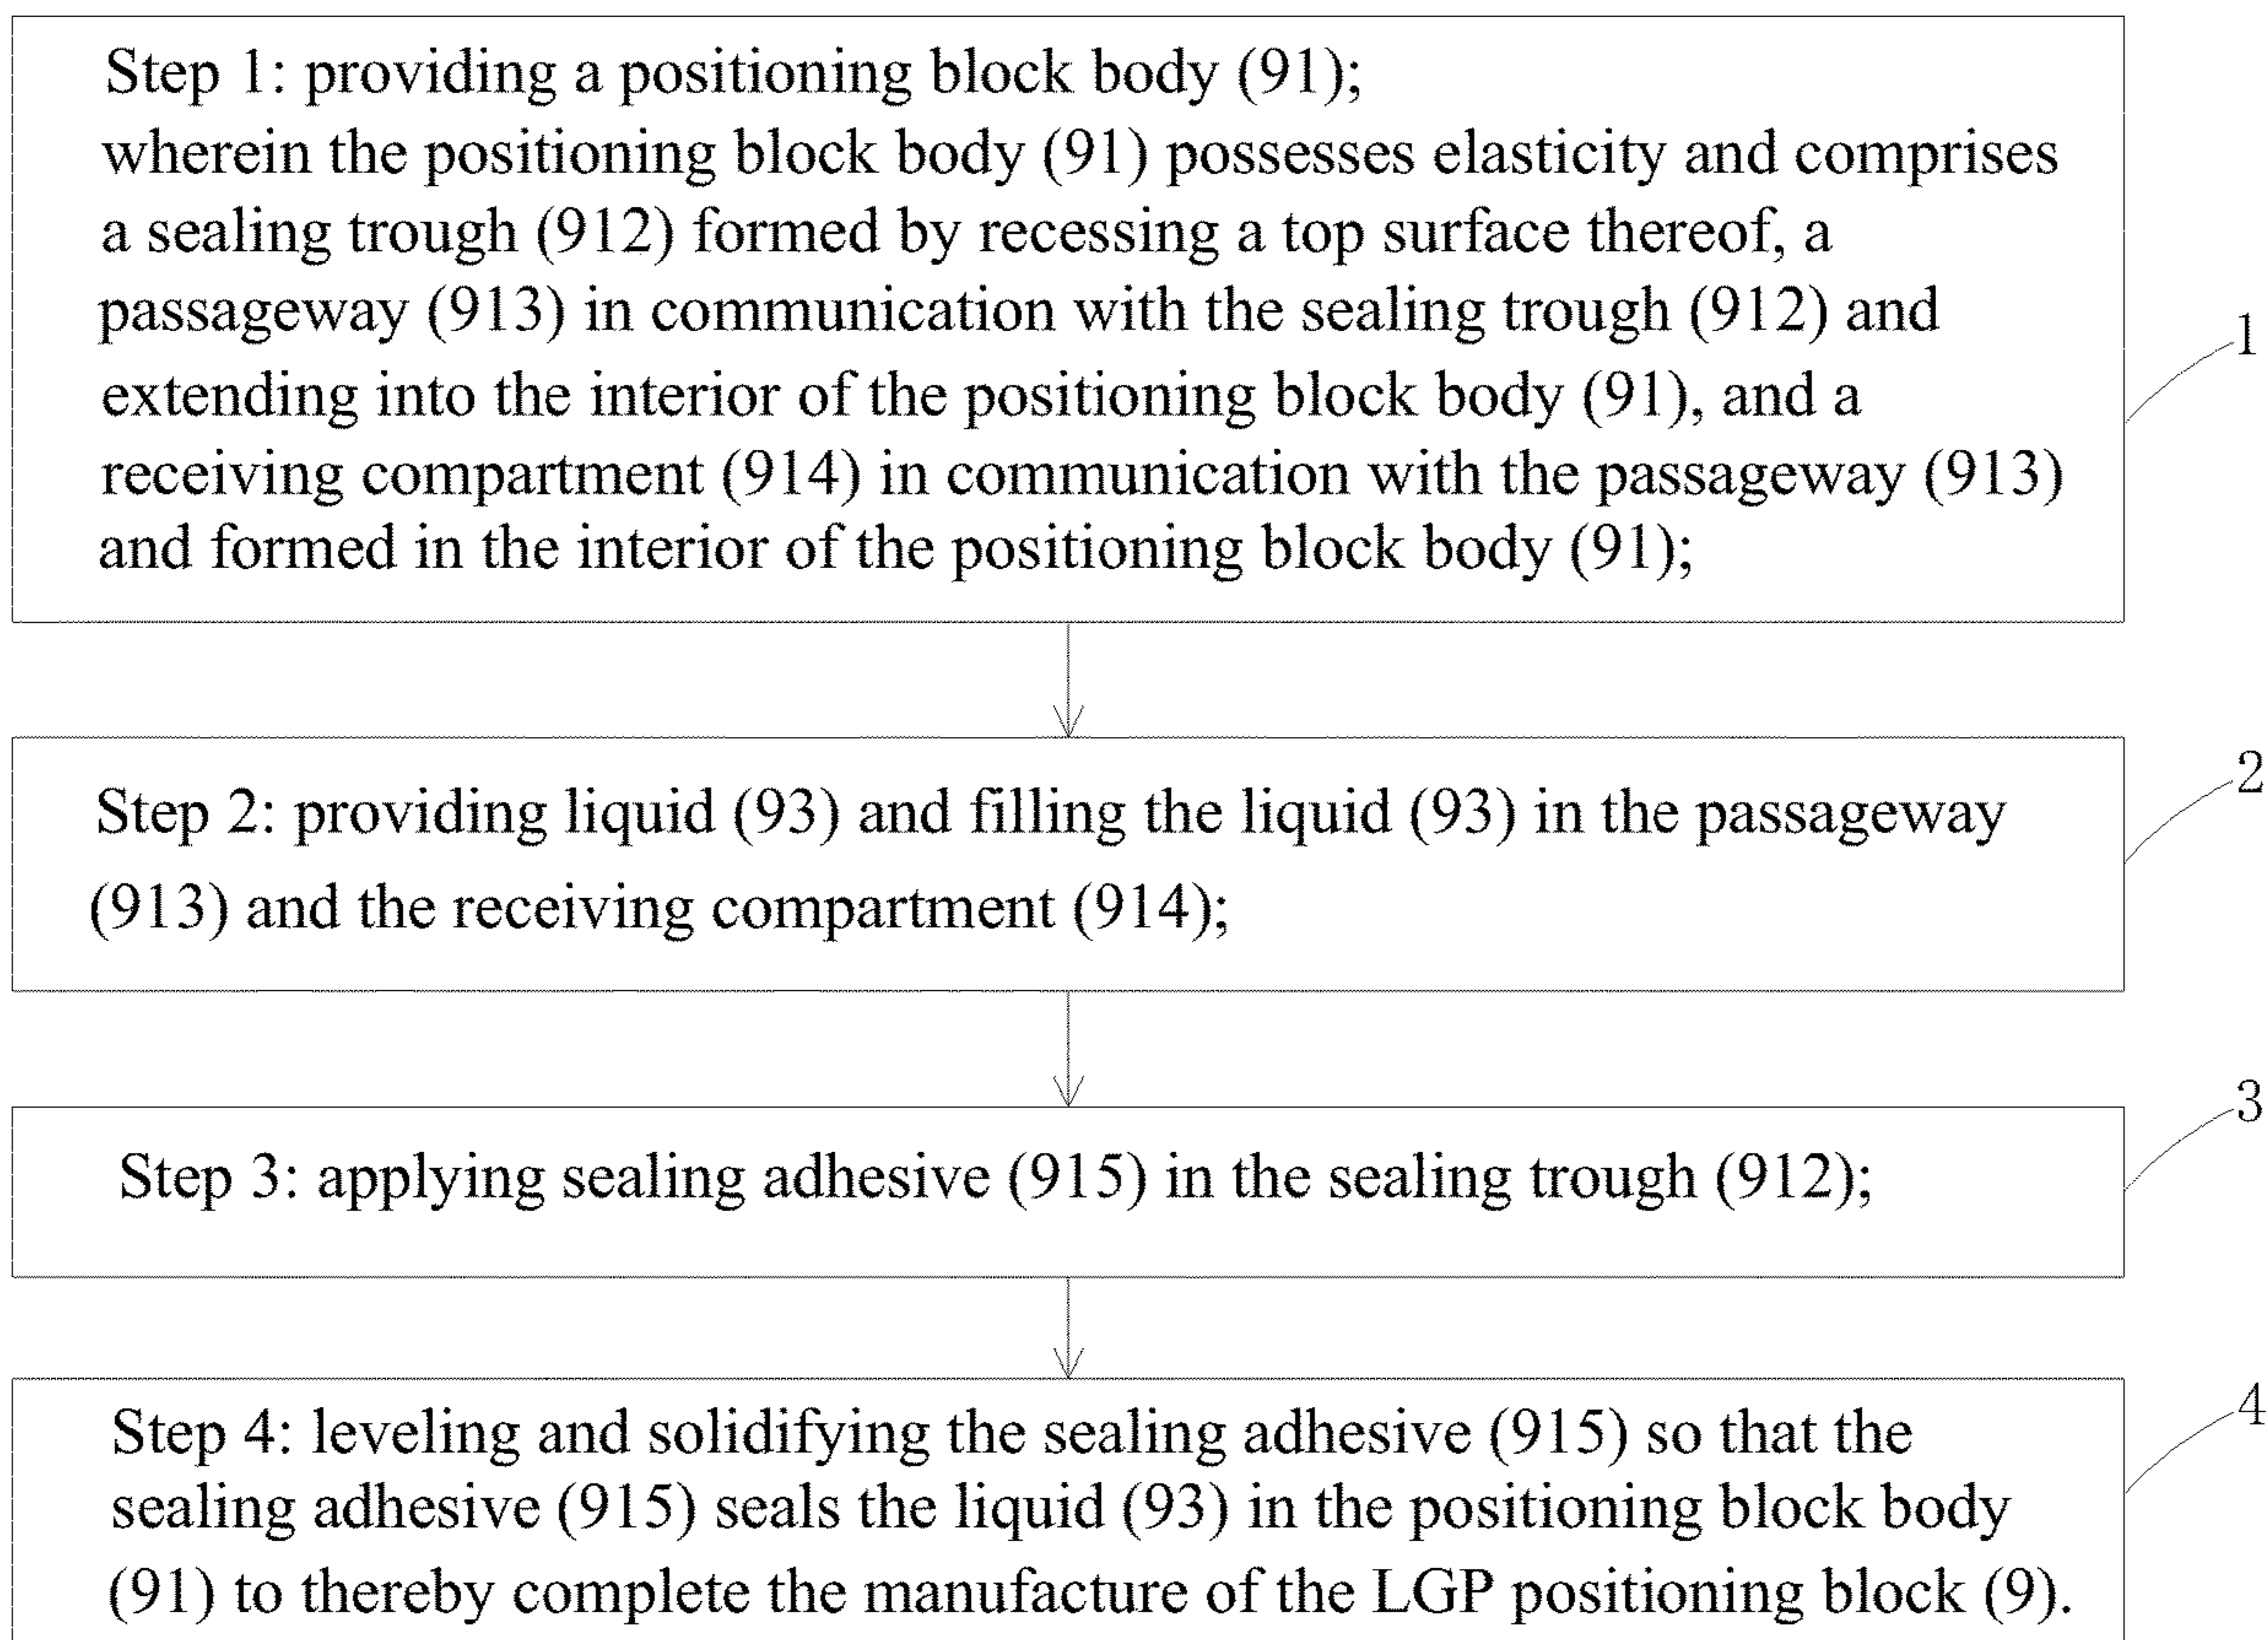 Step 1: providing a positioning block body (91);
wherein the positioning block body (91) possesses elasticity and comprises
a sealing trough (912) formed by recessing a top surface thereof, a
passageway (913) in communication with the sealing trough (912) and
extending into the interior of the positioning block body (91), and a
receiving compartment (914) in communication with the passageway (913)
and formed in the interior of the positioning block body (91);
1
Step 2: providing liquid (93) and filling the liquid (93) in the passageway
(913) and the receiving compartment (914);
2
Step 3: applying sealing adhesive (915) in the sealing trough (912);
3
Step 4: leveling and solidifying the sealing adhesive (915) so that the
sealing adhesive (915) seals the liquid (93) in the positioning block body
(91) to thereby complete the manufacture of the LGP positioning block (9).
4